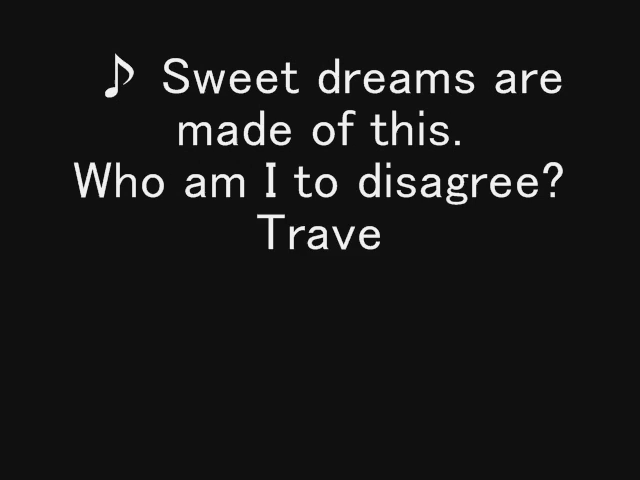 ♪ Sweet dreams are
made of this.
Who am I to disagree?
Trave